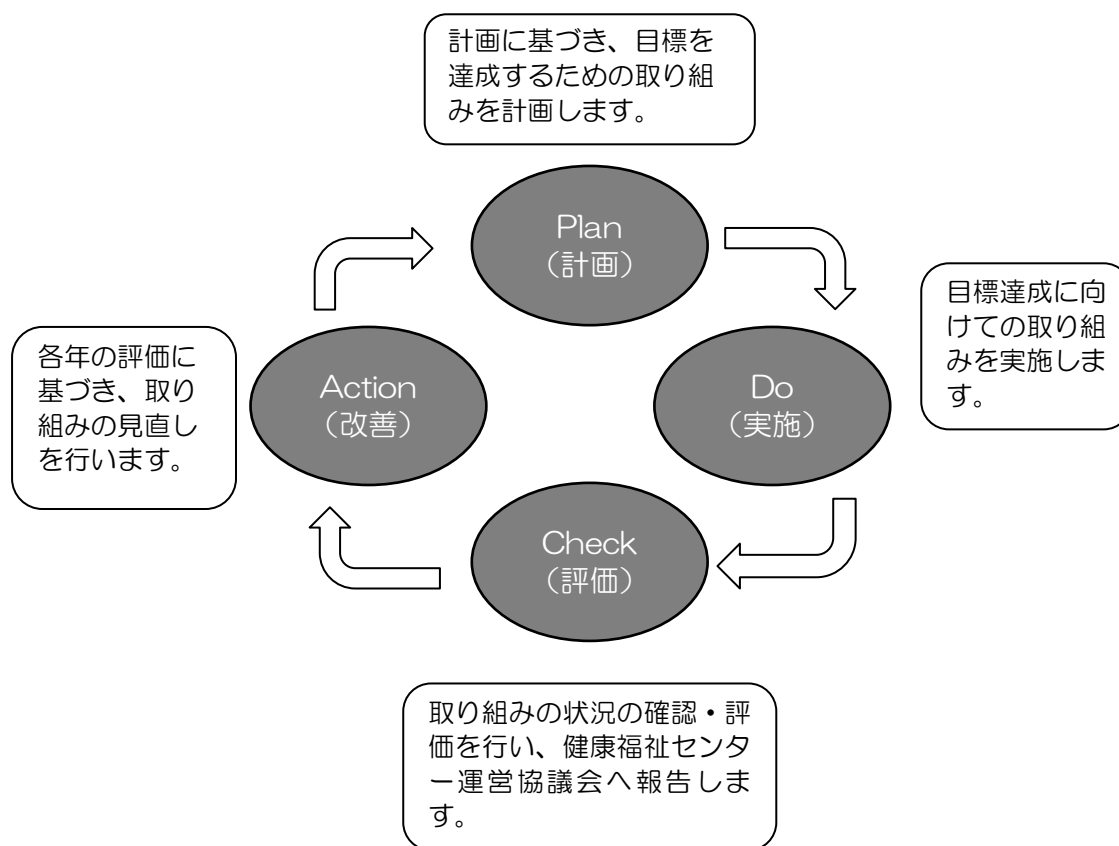 計画に基づき、目標を
達成するための取り組
みを計画します。
Plan
（計画）
目標達成に向
けての取り組
みを実施しま
す。
Do
（実施）
各年の評価に
基づき、取り
組みの見直し
を行います。
Action
（改善）
Check
（評価）
取り組みの状況の確認・評
価を行い、健康福祉センタ
ー運営協議会へ報告しま
す。